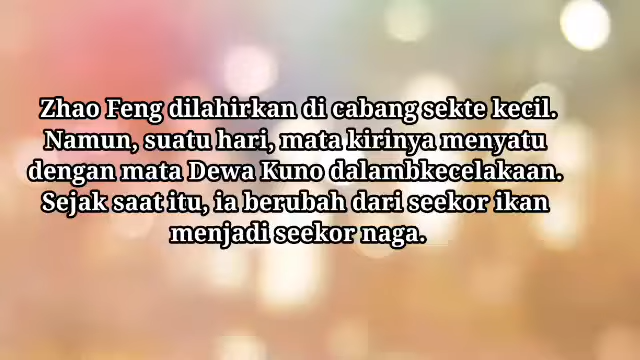 Zhao Feng dilahirkan di cabang sekte kecil.
Namun, suatu hari, mata kirinya menyatu
dengan mata Dewa Kuno dalambkecelakaan.
Sejak saat itu, ia berubah dari seekor ikan
menjadi seekor naga.